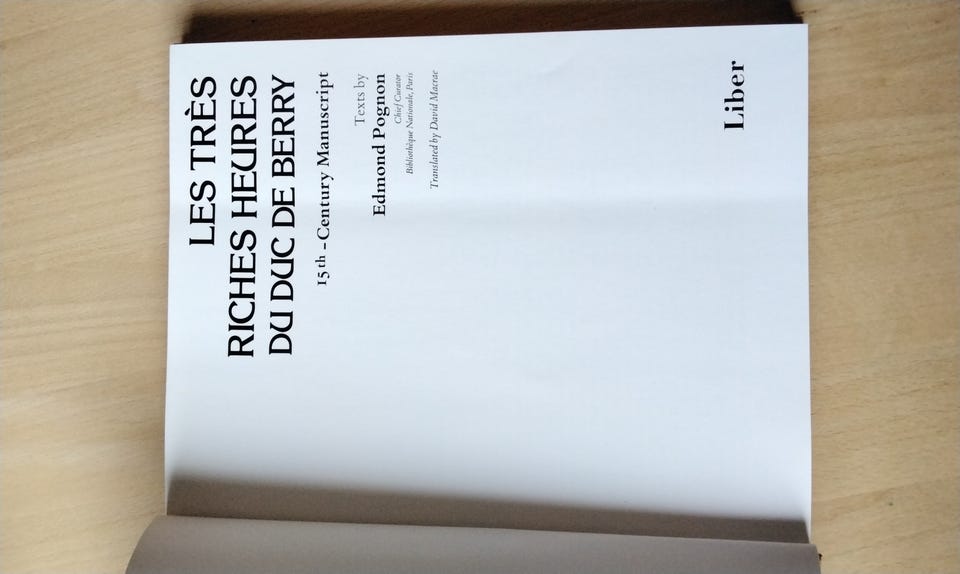 LES TRÈS
RICHES HEURES
DU DUC DE BERRY
15th-Century Manuscript
Texts by
Edmond Pognon
Chief Curator
Bibliothèque Nationale, Paris
Translated by David Macrae
Liber